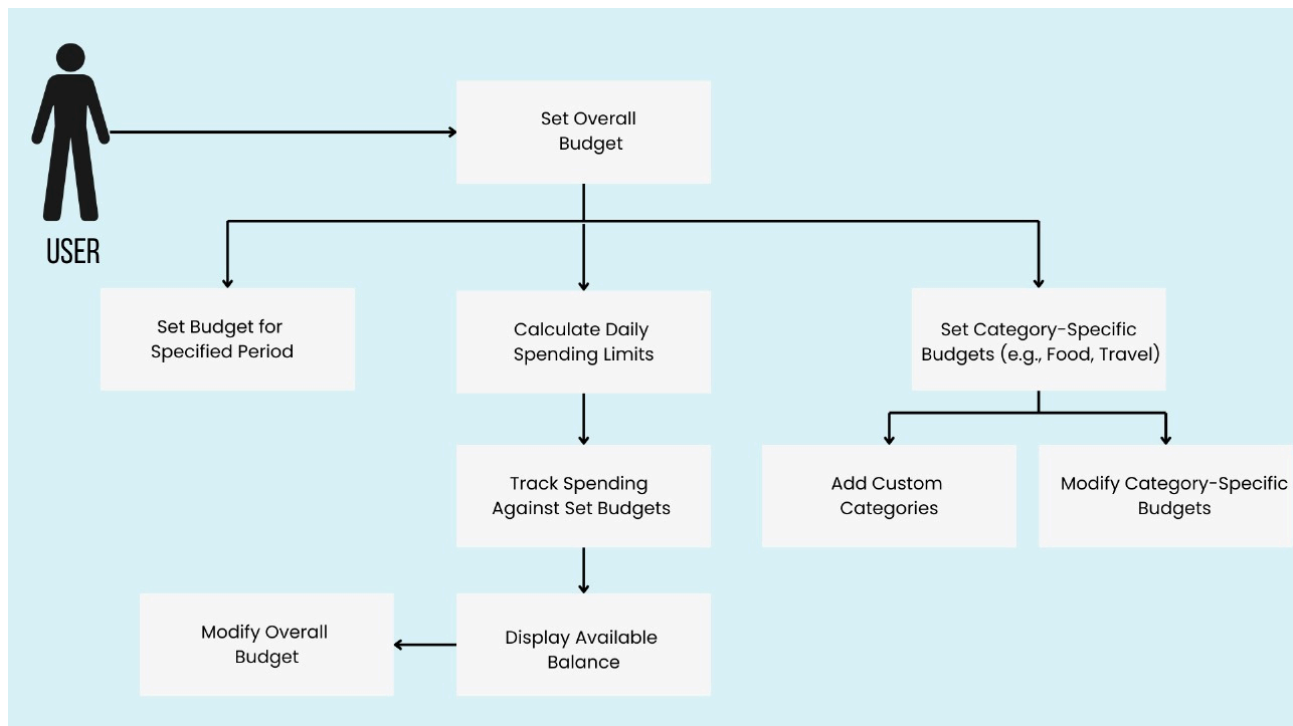 Set Overall
Budget
USER
Set Budget for
Specified Period
Calculate Daily
Spending Limits
Set Category-Specific
Budgets (e.g., Food, Travel)
Track Spending
Against Set Budgets
Add Custom
Categories
Modify Category-Specific
Budgets
Modify Overall
Budget
Display Available
Balance